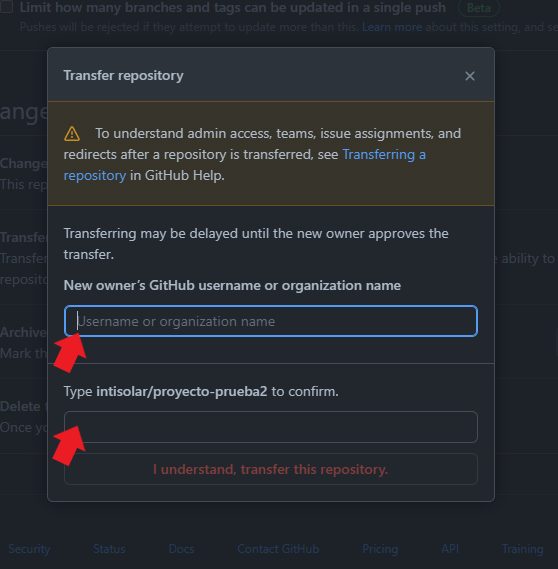 Limit how many branches and tags can be updated in a single push Beta
Pushes will be rejected if they attempt to update more than this. Learn more about this setting, and se
Transfer repository
ange
To understand admin access, teams, issue assignments, and
redirects after a repository is transferred, see Transferring a
repository in GitHub Help.
Change
This rep
Transferring may be delayed until the new owner approves the
transfer.
Transfer
Transfer
e ability to
reposito
New owner's GitHub username or organization name
Username or organization name
Archive
Mark th
Type intisolar/proyecto-prueba2 to confirm.
Delete t
Once yo
I understand, transfer this repository.
Security Status Docs Contact GitHub Pricing API Training